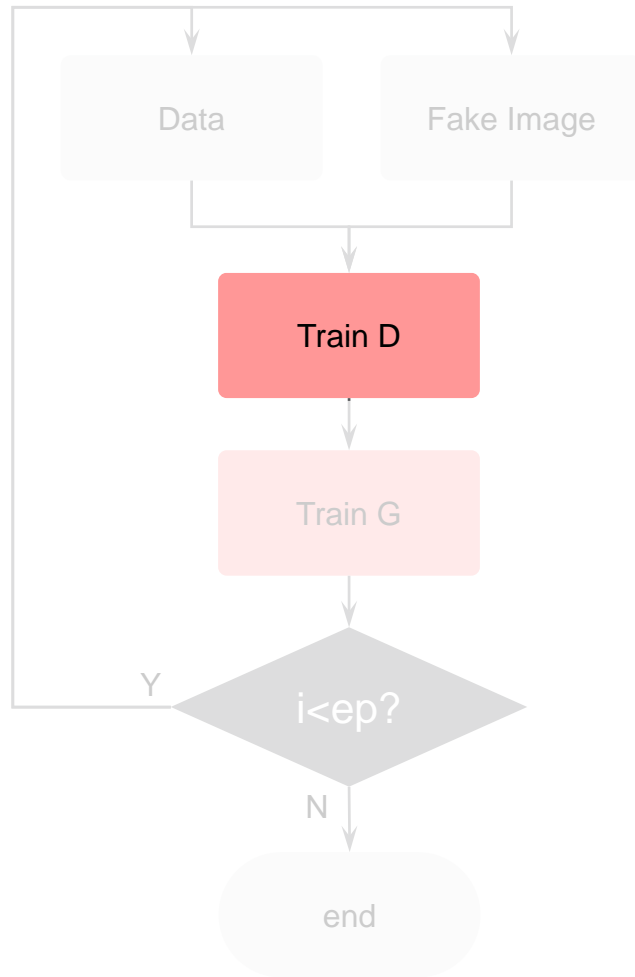 Data
Fake Image
Train D
Train G
Y
i<ep?
N
end